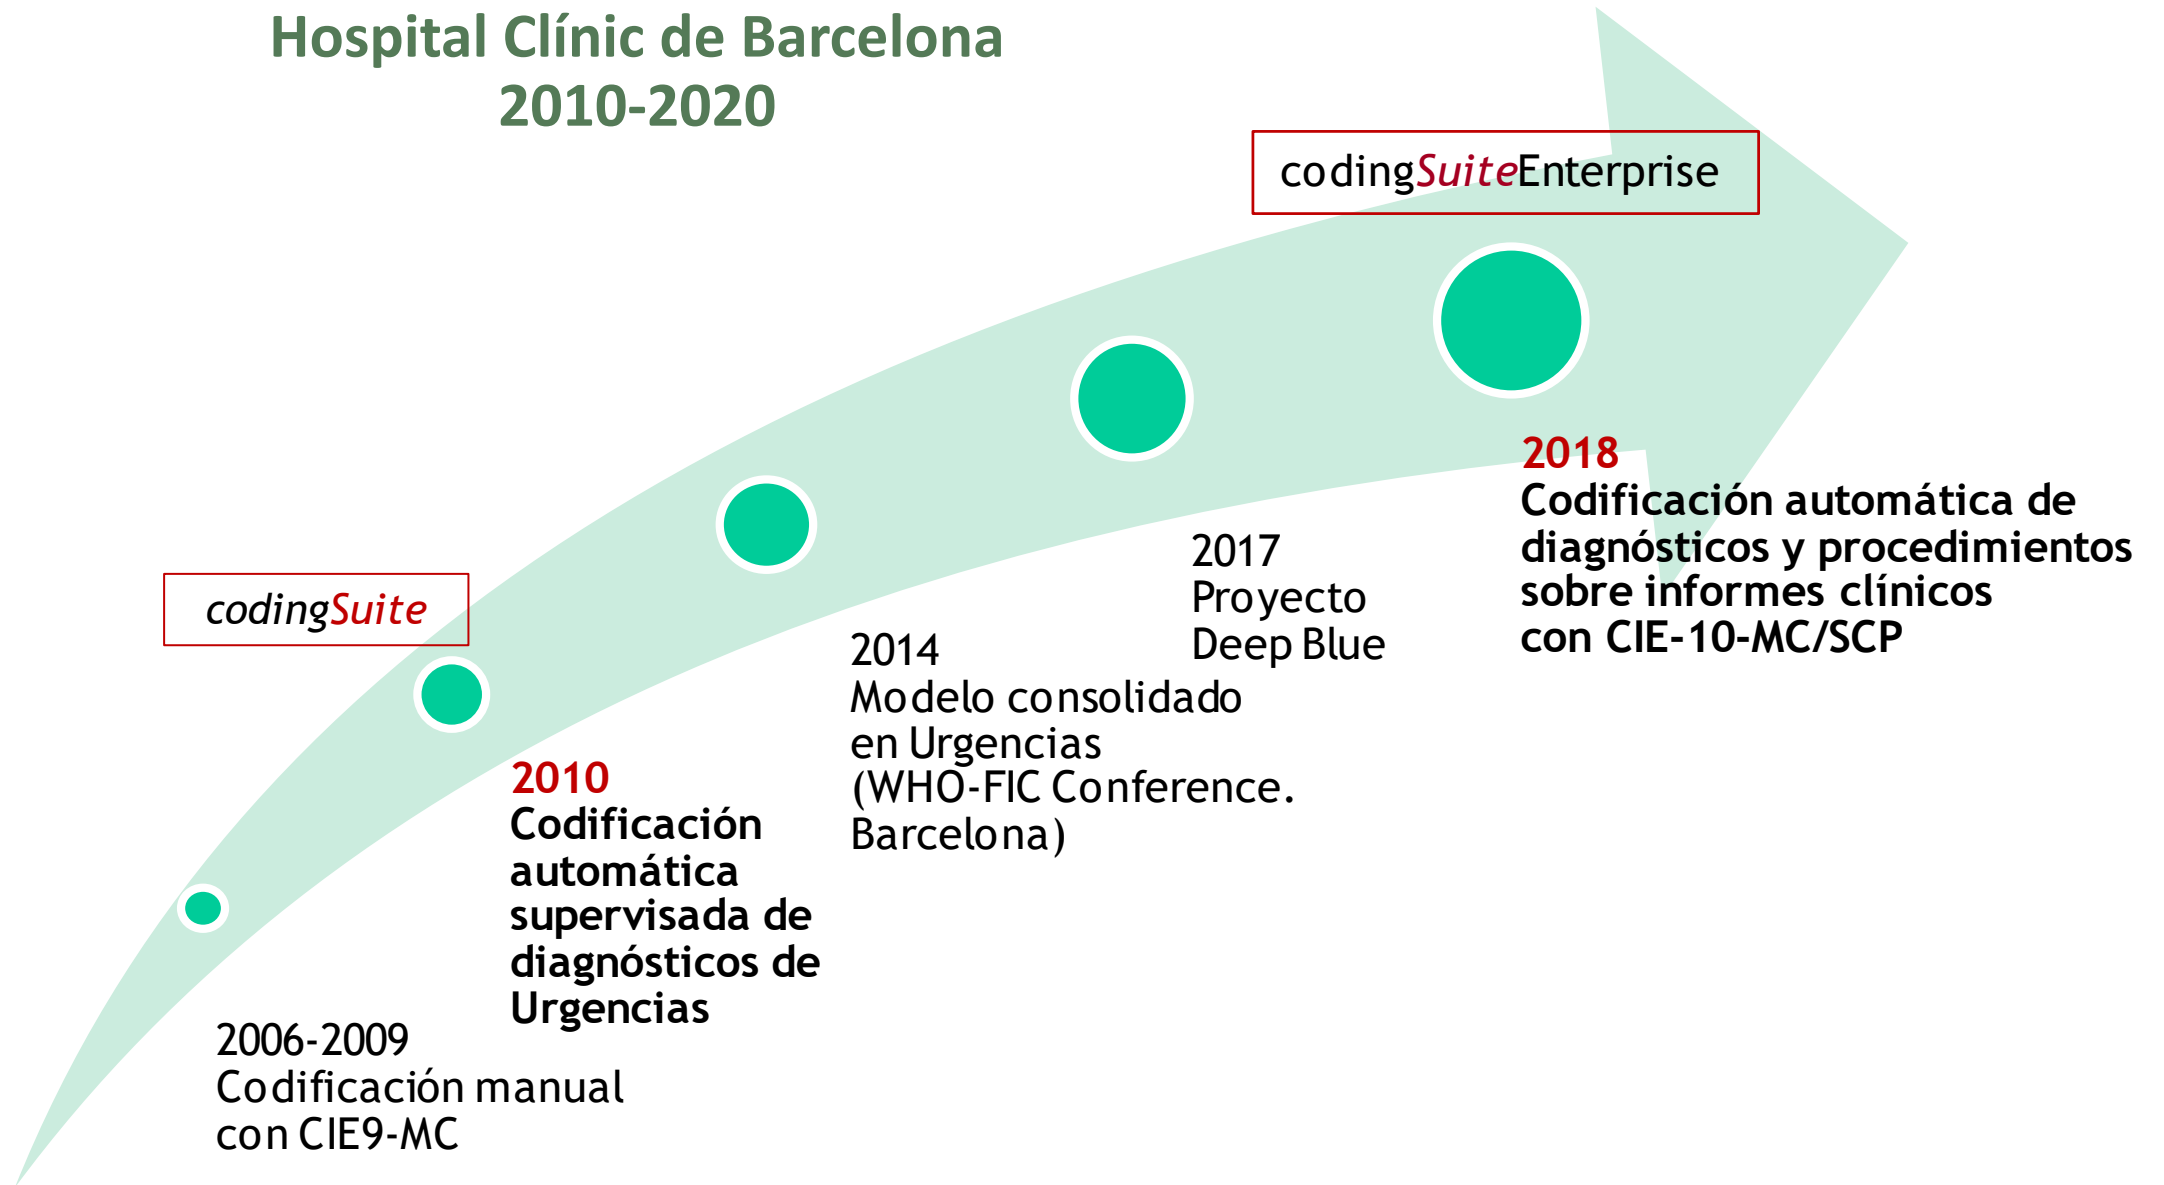 Hospital Clínic de Barcelona
2010-2020
codingSuiteEnterprise
codingSuite
2006-2009
Codificación manual
con CIE9-MC
2010
Codificación
automática
supervisada de
diagnósticos de
Urgencias
2014
Modelo consolidado
en Urgencias
(WHO-FIC Conference.
Barcelona)
2017
Proyecto
Deep Blue
2018
Codificación automática de
diagnósticos y procedimientos
sobre informes clínicos
con CIE-10-MC/SCP